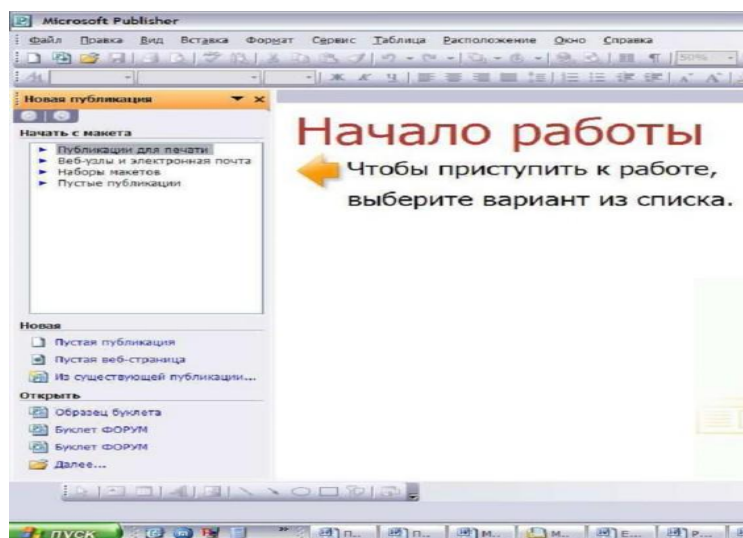 Microsoft Publisher
Файл Правка Вид Вставка Формат Сервис Таблица Расположение Окно Справка
50%
Новая публикация
Начать с макета
Публикации для печати
Веб-узлы и электронная почта
Наборы макетов
Пустые публикации
Новая
Пустая публикация
Пустая веб-страница
Из существующей публикации...
Открыть
Образец буклета
Буклет ФОРУМ
Буклет ФОРУМ
Далее...
Начало работы
Чтобы приступить к работе,
выберите вариант из списка.
пуск П... П... М... М... Е... Р...